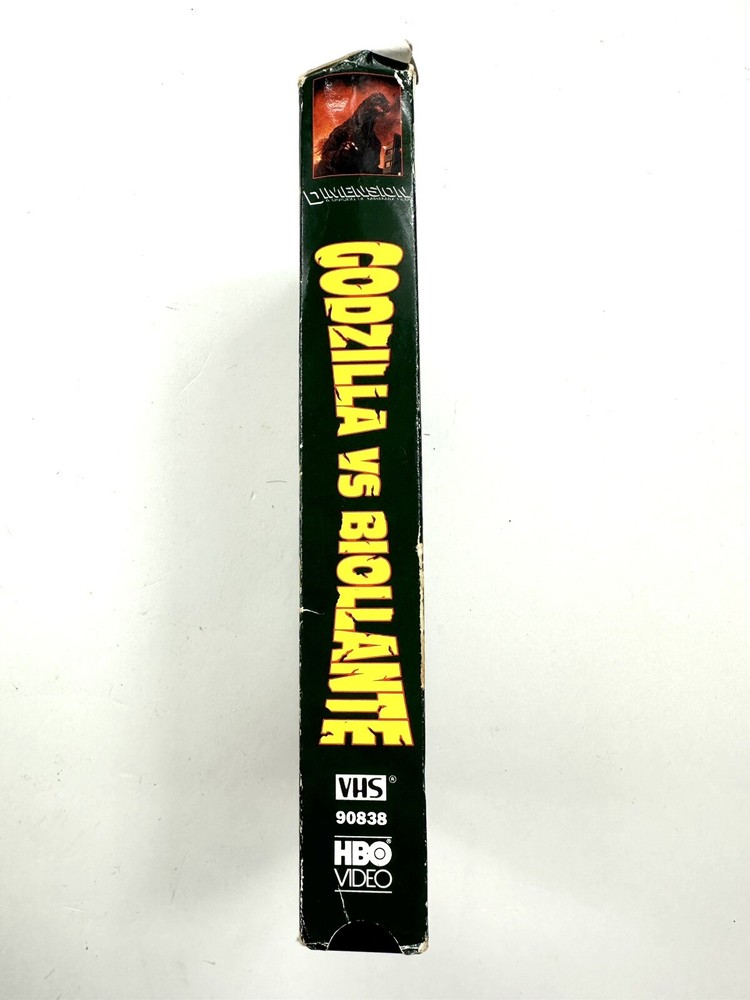 DIMENSION
GODZILLA VS BIOLLANTE
VHS®
90838
HBO®
VIDEO